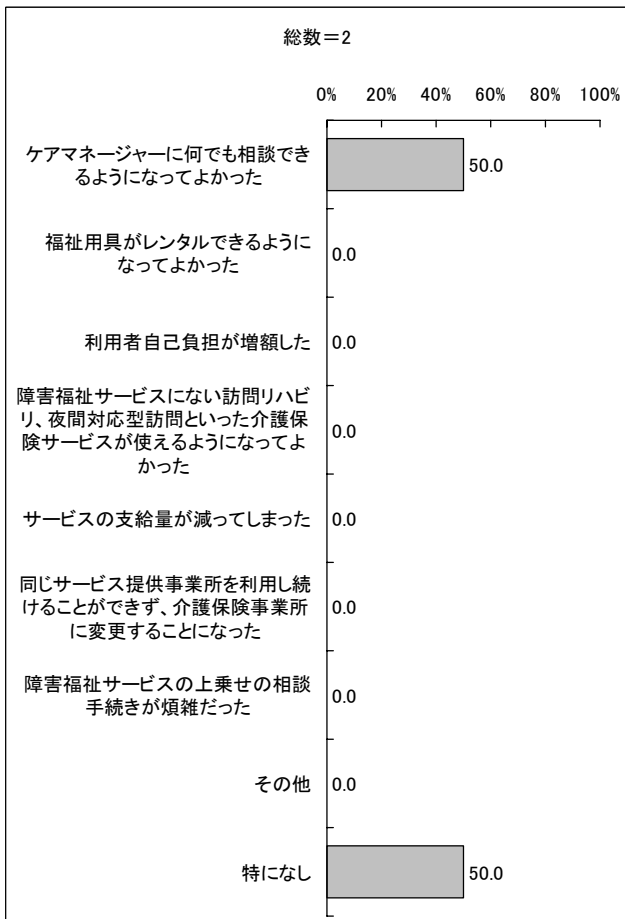 総数＝2
0% 20% 40% 60% 80% 100%
ケアマネージャーに何でも相談でき
るようになってよかった
50.0
福祉用具がレンタルできるように
なってよかった
0.0
利用者自己負担が増額した
0.0
障害福祉サービスにない訪問リハビ
リ、夜間対応型訪問といった介護保
険サービスが使えるようになってよ
かった
0.0
サービスの支給量が減ってしまった
0.0
同じサービス提供事業所を利用し続
けることができず、介護保険事業所
に変更することになった
0.0
障害福祉サービスの上乗せの相談
手続きが煩雑だった
0.0
その他
0.0
特になし
50.0